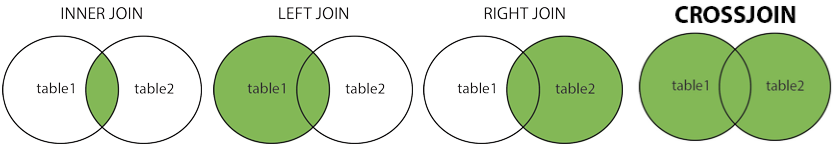 INNER JOIN
LEFT JOIN
RIGHT JOIN
CROSSJOIN
table1
table2
table1
table2
table1
table2
table1
table2